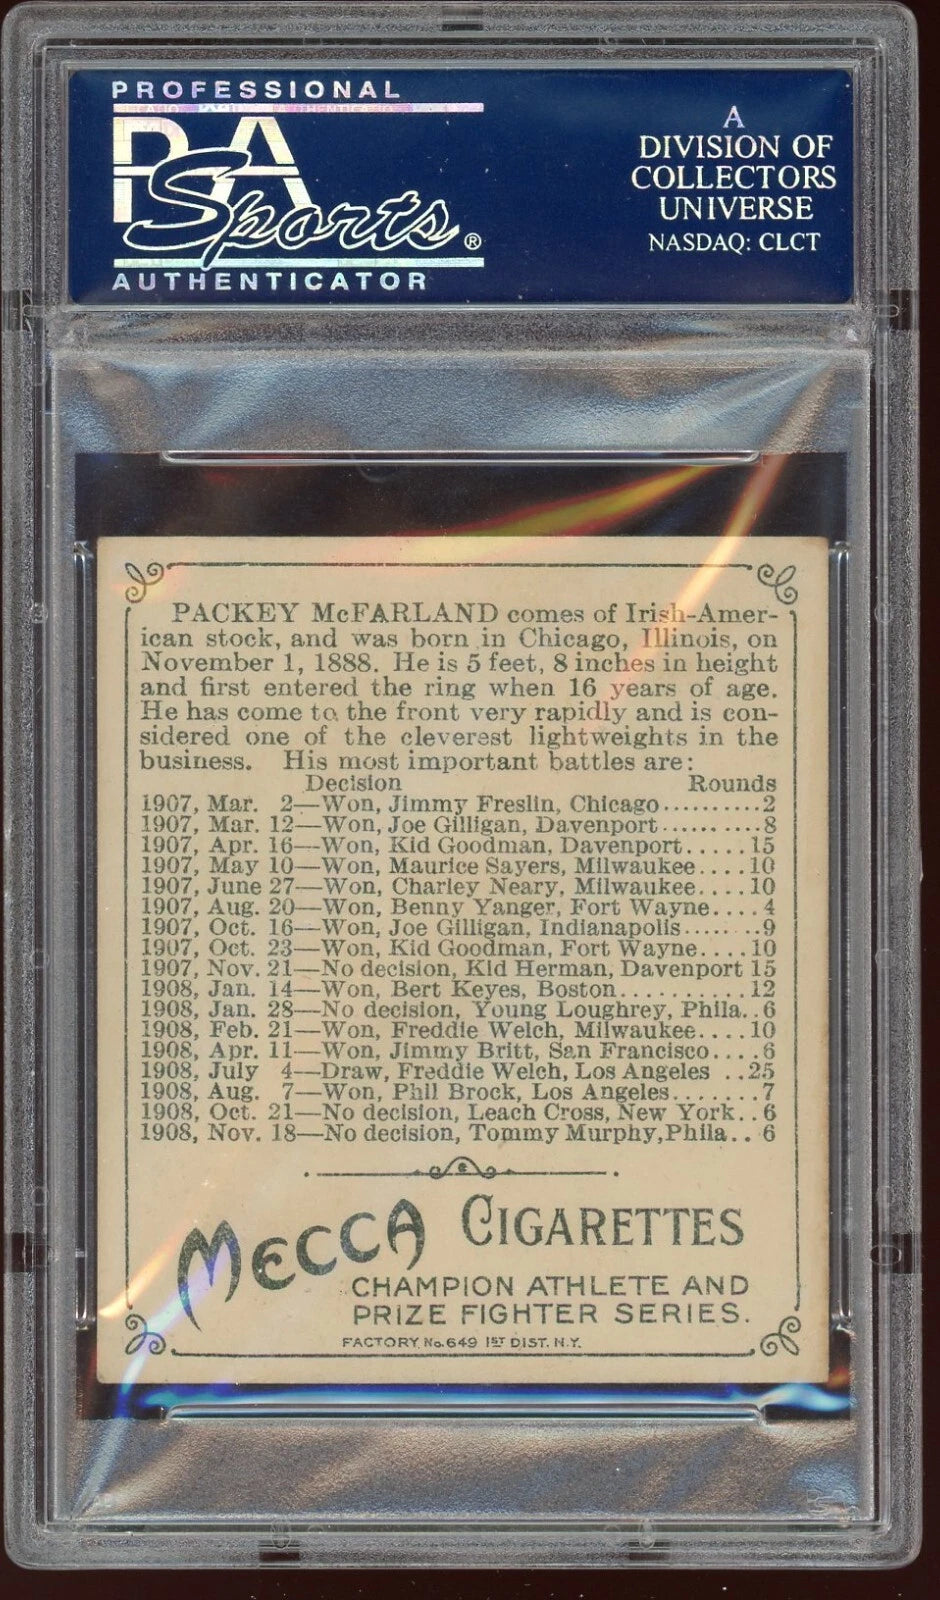 PROFESSIONAL
PSA
Sports®
AUTHENTICATOR
A
DIVISION OF
COLLECTORS
UNIVERSE
NASDAQ: CLCT
PACKEY McFARLAND comes of Irish-Amer-
ican stock, and was born in Chicago, Illinois, on
November 1, 1888. He is 5 feet, 8 inches in height
and first entered the ring when 16 years of age.
He has come to the front very rapidly and is con-
sidered one of the cleverest lightweights in the
business. His most important battles are:
Decision Rounds
1907, Mar. 2—Won, Jimmy Freslin, Chicago..........2
1907, Mar. 12—Won, Joe Gilligan, Davenport..........8
1907, Apr. 16—Won, Kid Goodman, Davenport.....15
1907, May 10—Won, Maurice Sayers, Milwaukee....10
1907, June 27—Won, Charley Neary, Milwaukee....10
1907, Aug. 20—Won, Benny Yanger, Fort Wayne....4
1907, Oct. 16—Won, Joe Gilligan, Indianapolis........9
1907, Oct. 23—Won, Kid Goodman, Fort Wayne....10
1907, Nov. 21—No decision, Kid Herman, Davenport 15
1908, Jan. 14—Won, Bert Keyes, Boston............12
1908, Jan. 28—No decision, Young Loughrey, Phila..6
1908, Feb. 21—Won, Freddie Welch, Milwaukee....10
1908, Apr. 11—Won, Jimmy Britt, San Francisco....6
1908, July 4—Draw, Freddie Welch, Los Angeles ..25
1908, Aug. 7—Won, Phil Brock, Los Angeles.......7
1908, Oct. 21—No decision, Leach Cross, New York..6
1908, Nov. 18—No decision, Tommy Murphy, Phila.. 6
MECCA CIGARETTES
CHAMPION ATHLETE AND
PRIZE FIGHTER SERIES.
FACTORY No. 649 1ST DIST. N.Y.